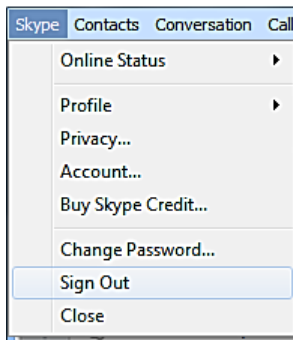 Skype Contacts Conversation Call
Online Status
Profile
Privacy...
Account...
Buy Skype Credit...
Change Password...
Sign Out
Close